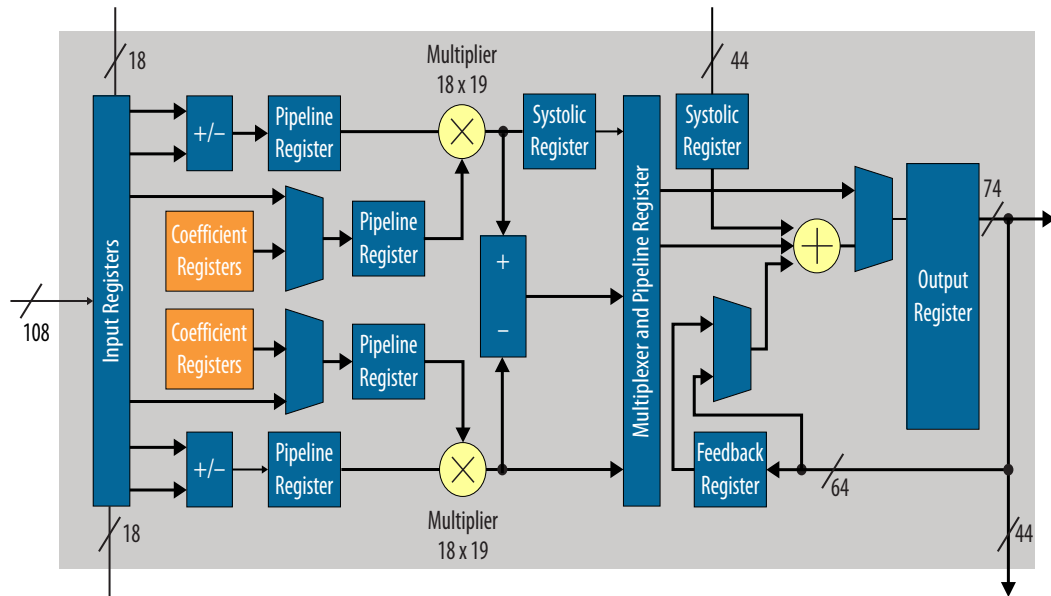 18
44
Multiplier
18 x 19
+/−
Pipeline
Register
Systolic
Register
Systolic
Register
74
Coefficient
Registers
Pipeline
Register
+
−
Output
Register
108
Input Registers
Multiplexer and Pipeline Register
Coefficient
Registers
Pipeline
Register
+/−
Pipeline
Register
Feedback
Register
64
18
Multiplier
18 x 19
44